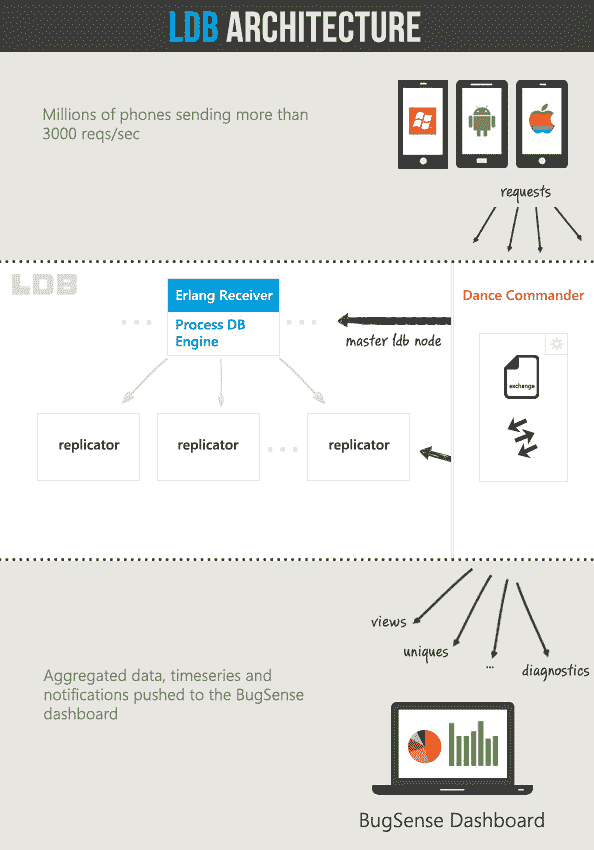 LDB ARCHITECTURE
Millions of phones sending more than
3000 reqs/sec
requests
LDB
Erlang Receiver
Process DB
Engine
master ldb node
Dance Commander
exchange
replicator
replicator
replicator
views
uniques
...
diagnostics
Aggregated data, timeseries and
notifications pushed to the BugSense
dashboard
BugSense Dashboard